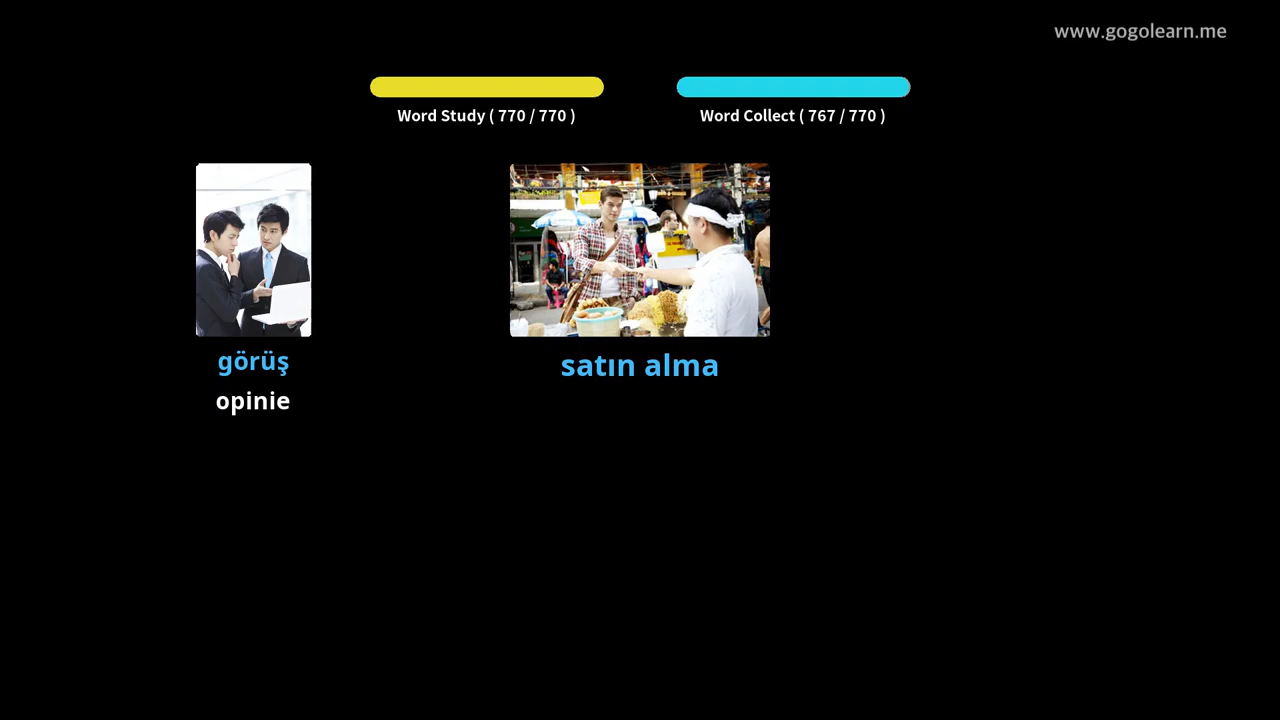 www.gogolearn.me
Word Study ( 770 / 770 )
Word Collect ( 767 / 770 )
görüş
opinie
satın alma